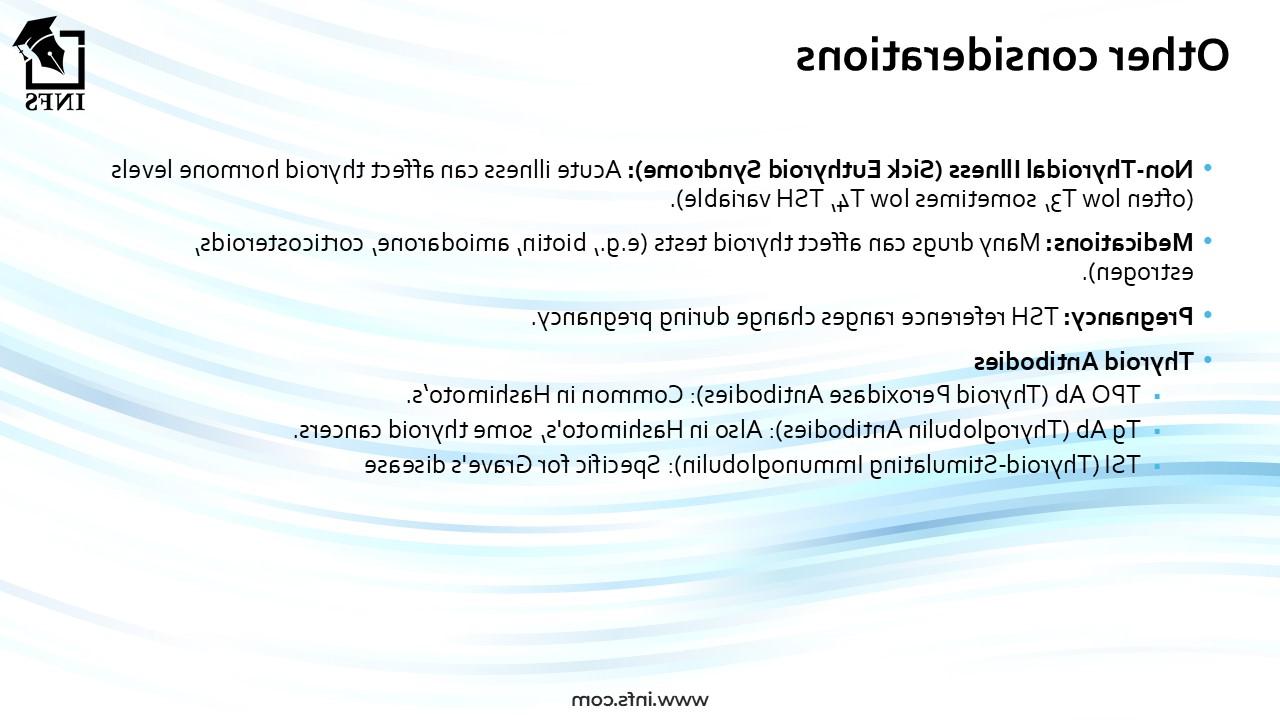 Other considerations
INFS
• Non-Thyroidal Illness (Sick Euthyroid Syndrome): Acute illness can affect thyroid hormone levels
(often low T3, sometimes low T4, TSH variable).
• Medications: Many drugs can affect thyroid tests (e.g., biotin, amiodarone, corticosteroids,
estrogen).
• Pregnancy: TSH reference ranges change during pregnancy.
• Thyroid Antibodies
▪ TPO Ab (Thyroid Peroxidase Antibodies): Common in Hashimoto’s.
▪ Tg Ab (Thyroglobulin Antibodies): Also in Hashimoto's, some thyroid cancers.
▪ TSI (Thyroid-Stimulating Immunoglobulin): Specific for Grave's disease
www.infs.com